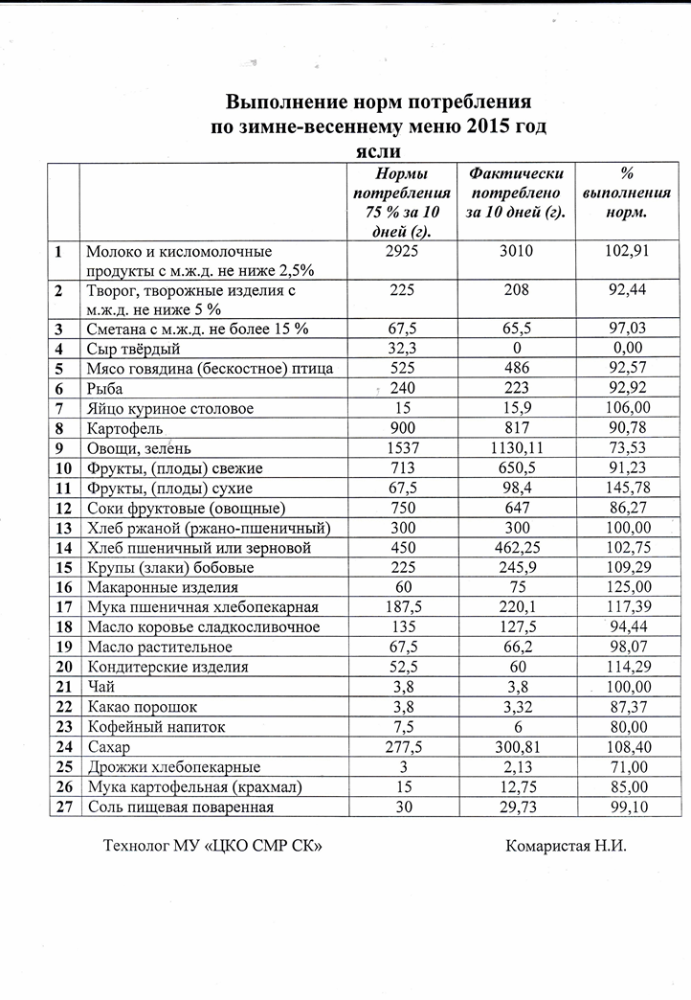 Выполнение норм потребления
по зимне-весеннему меню 2015 год
ясли
Нормы потребления 75 % за 10 дней (г). Фактически потреблено за 10 дней (г). % выполнения норм.
1 Молоко и кисломолочные продукты с м.ж.д. не ниже 2,5% 2925 3010 102,91
2 Творог, творожные изделия с м.ж.д. не ниже 5 % 225 208 92,44
3 Сметана с м.ж.д. не более 15 % 67,5 65,5 97,03
4 Сыр твёрдый 32,3 0 0,00
5 Мясо говядина (бескостное) птица 525 486 92,57
6 Рыба 240 223 92,92
7 Яйцо куриное столовое 15 15,9 106,00
8 Картофель 900 817 90,78
9 Овощи, зелень 1537 1130,11 73,53
10 Фрукты, (плоды) свежие 713 650,5 91,23
11 Фрукты, (плоды) сухие 67,5 98,4 145,78
12 Соки фруктовые (овощные) 750 647 86,27
13 Хлеб ржаной (ржано-пшеничный) 300 300 100,00
14 Хлеб пшеничный или зерновой 450 462,25 102,75
15 Крупы (злаки) бобовые 225 245,9 109,29
16 Макаронные изделия 60 75 125,00
17 Мука пшеничная хлебопекарная 187,5 220,1 117,39
18 Масло коровье сладкосливочное 135 127,5 94,44
19 Масло растительное 67,5 66,2 98,07
20 Кондитерские изделия 52,5 60 114,29
21 Чай 3,8 3,8 100,00
22 Какао порошок 3,8 3,32 87,37
23 Кофейный напиток 7,5 6 80,00
24 Сахар 277,5 300,81 108,40
25 Дрожжи хлебопекарные 3 2,13 71,00
26 Мука картофельная (крахмал) 15 12,75 85,00
27 Соль пищевая поваренная 30 29,73 99,10
Технолог МУ «ЦКО СМР СК» Комаристая Н.И.